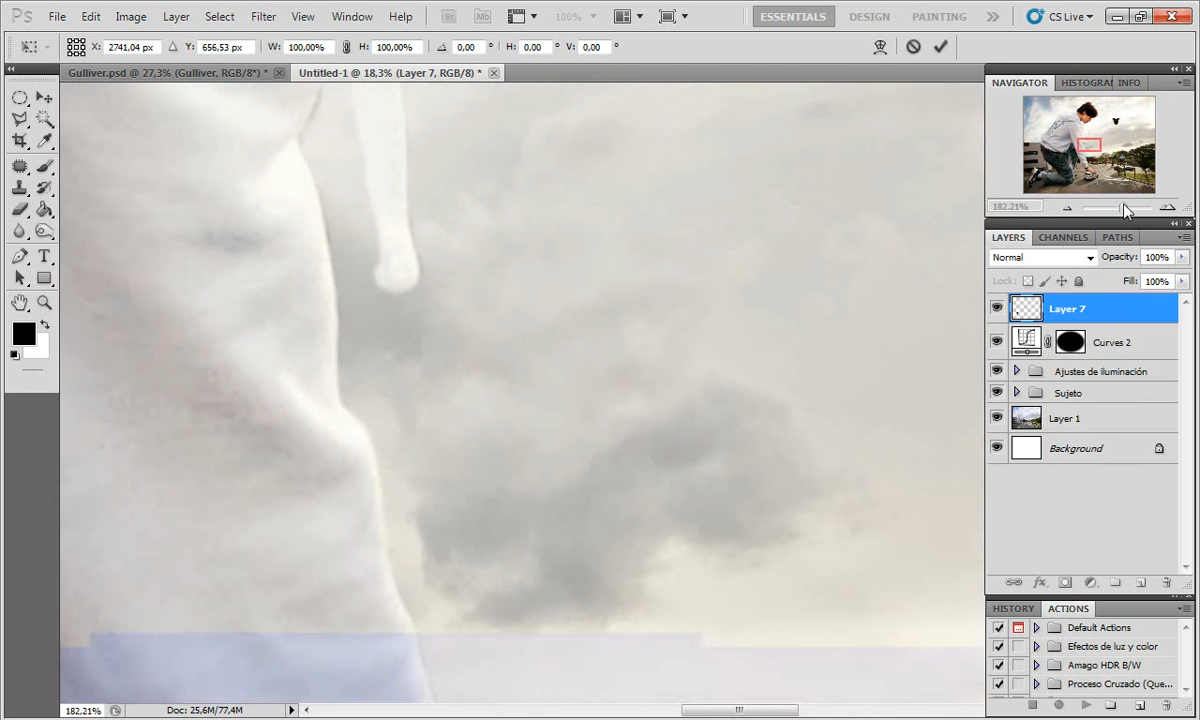 Ps File Edit Image Layer Select Filter View Window Help Br Mb 100% ESSENTIALS DESIGN PAINTING CS Live
X: 2741,04 px Y: 656,53 px W: 100,00% H: 100,00% 0,00 ° H: 0,00 ° V: 0,00 °
Gulliver.psd @ 27,3% (Gulliver, RGB/8*) * Untitled-1 @ 18,3% (Layer 7, RGB/8) *
NAVIGATOR HISTOGRAM INFO
182.21%
LAYERS CHANNELS PATHS
Normal Opacity: 100%
Lock: Fill: 100%
Layer 7
Curves 2
Ajustes de iluminación
Sujeto
Layer 1
Background
HISTORY ACTIONS
Default Actions
Efectos de luz y color
Amago HDR B/W
Proceso Cruzado (Que...
182,21% Doc: 25,6M/77,4M